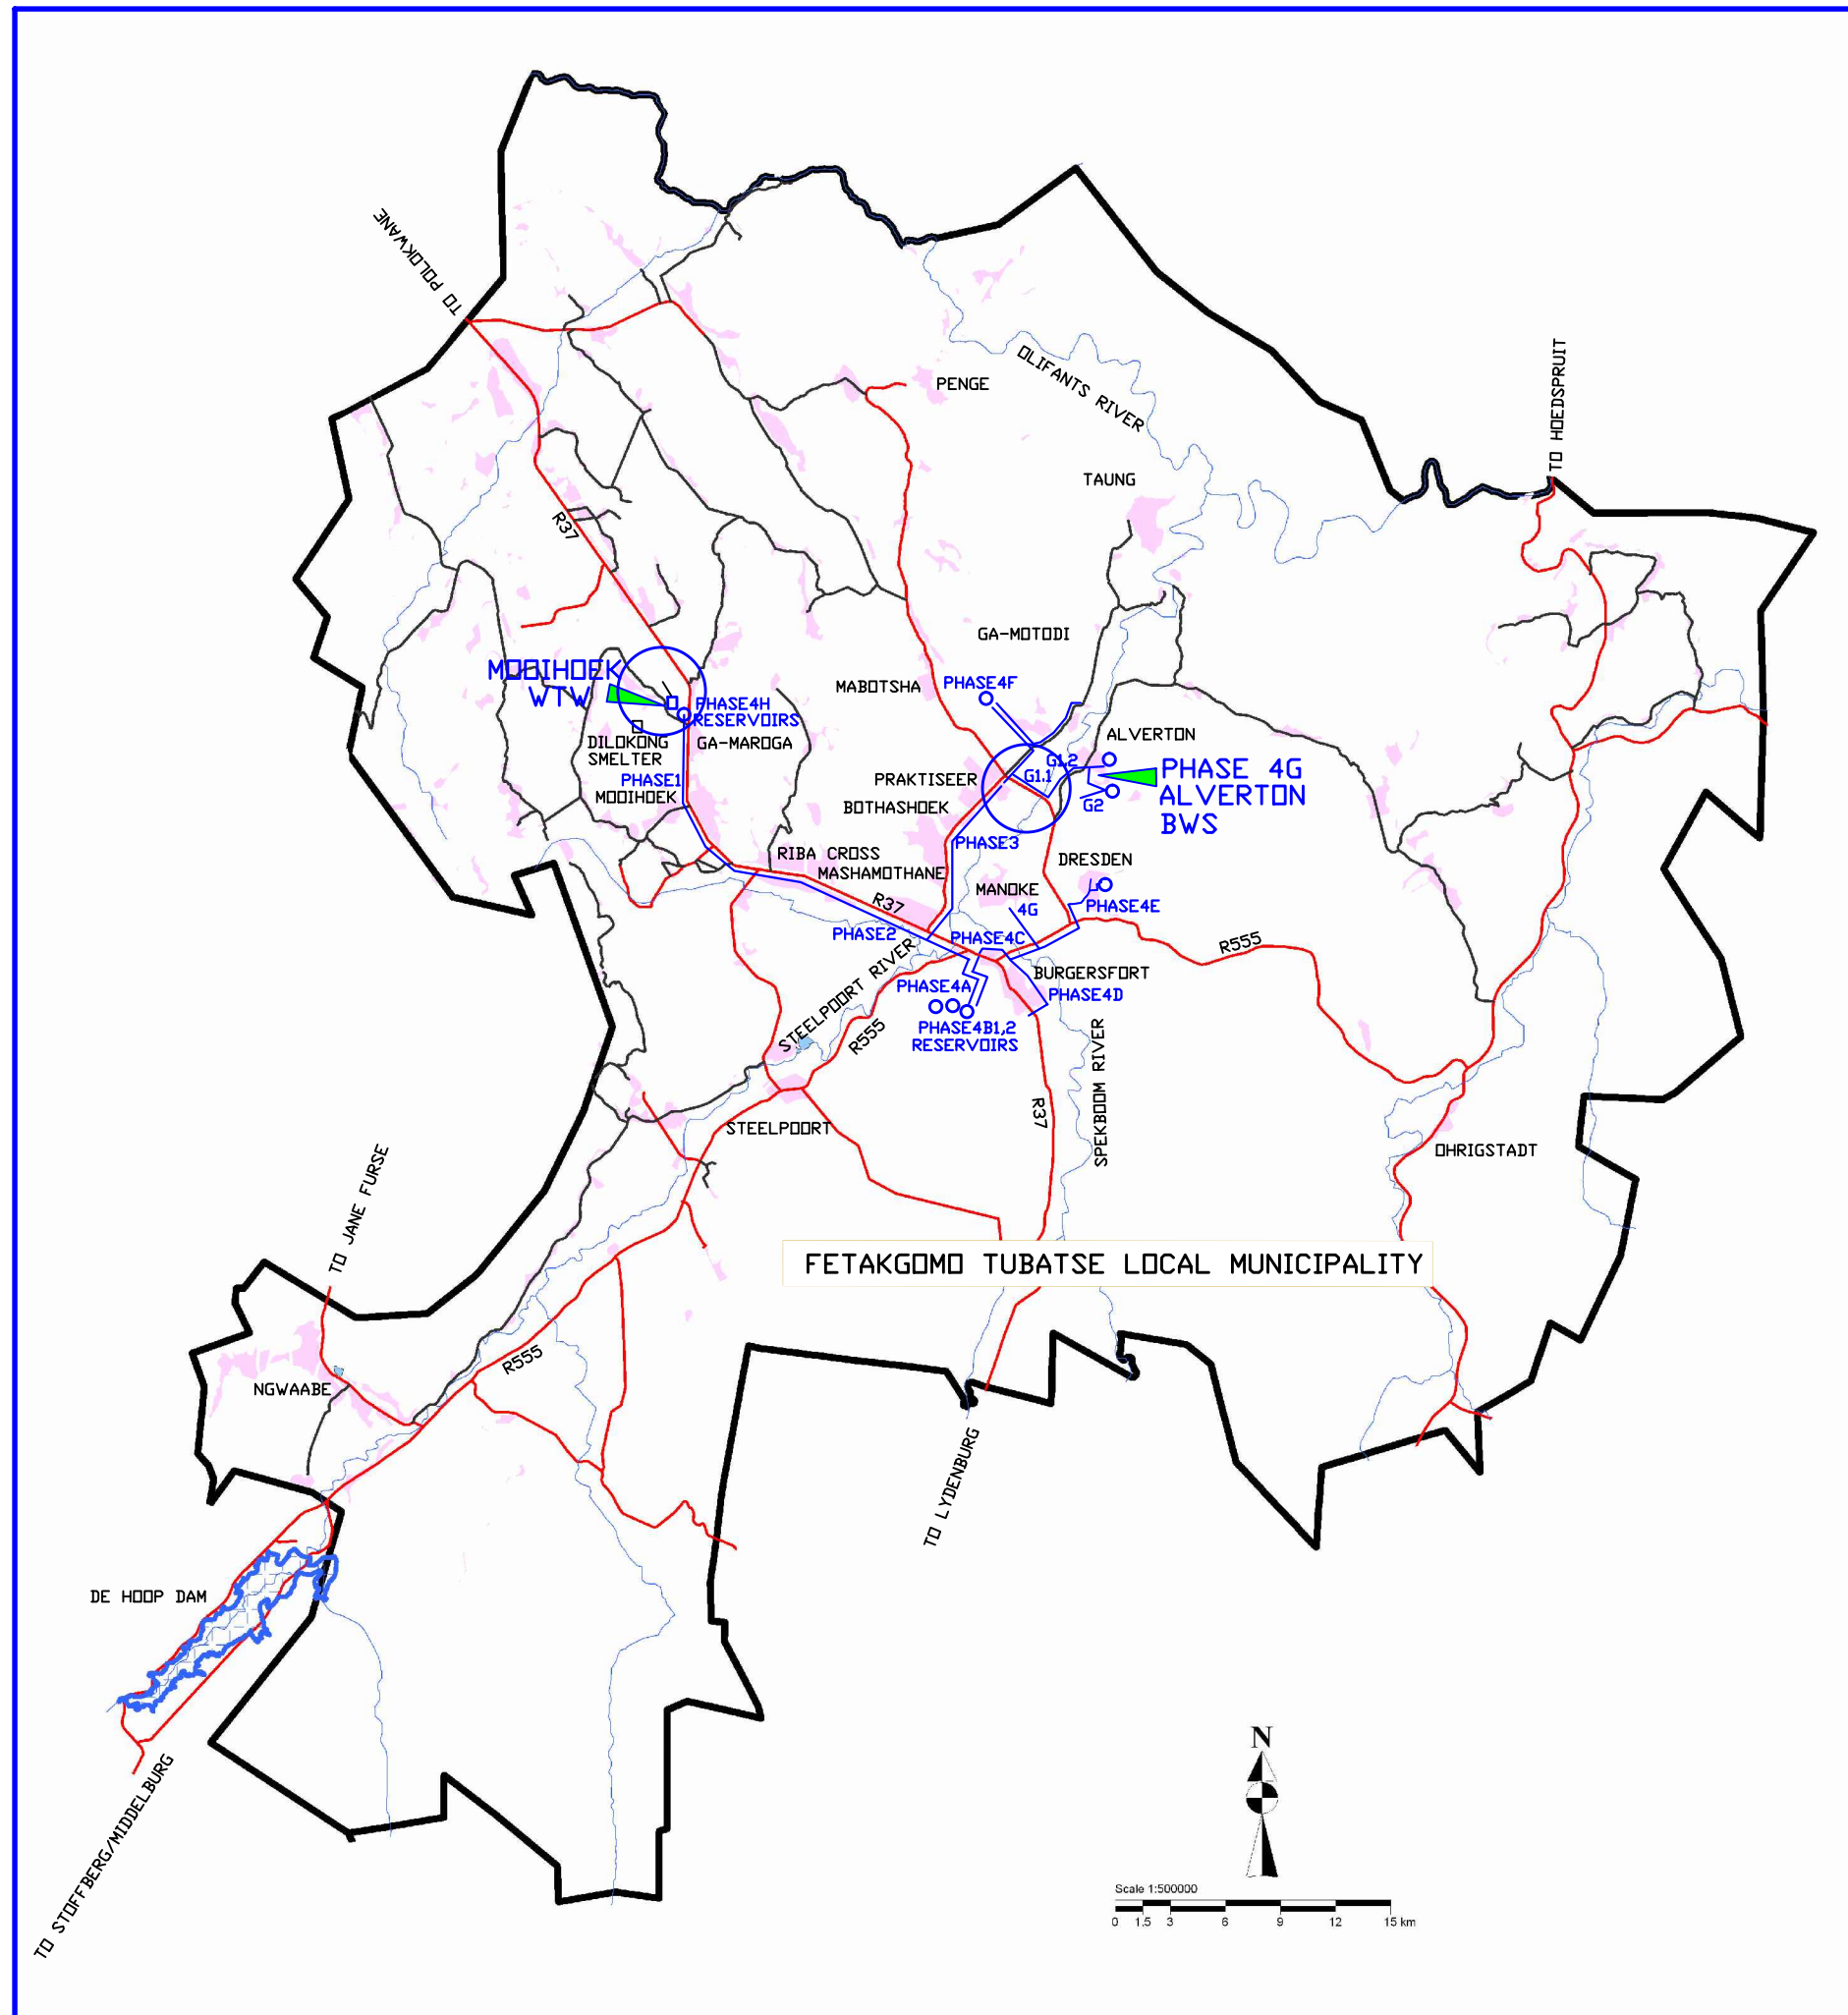 TO POLOKWANE
PENGE
OLIFANTS RIVER
TO HOEDSPRUIT
TAUNG
R37
GA-MOTODI
MOOIHOEK
WTW
MABOTSHA
PHASE4F
PHASE4H
RESERVOIRS
DILOKONG
SMELTER
GA-MAROGA
ALVERTON
G1.2
G1.1
PHASE 4G
ALVERTON
BWS
PHASE1
MOOIHOEK
PRAKTISEER
BOTHASHOEK
G2
PHASE3
RIBA CROSS
MASHAMOTHANE
DRESDEN
MANOKE
R37
4G
PHASE4E
PHASE2
PHASE4C
R555
STEELPOORT RIVER
BURGERSFORT
PHASE4A
PHASE4D
PHASE4B1,2
RESERVOIRS
R555
SPEKBOOM RIVER
R37
STEELPOORT
OHRIGSTADT
TO JANE FURSE
FETAKGOMO TUBATSE LOCAL MUNICIPALITY
R555
NGWAABE
TO LYDENBURG
DE HOOP DAM
TO STOFFBERG/MIDDELBURG
N
Scale 1:500000
0 1.5 3 6 9 12 15 km